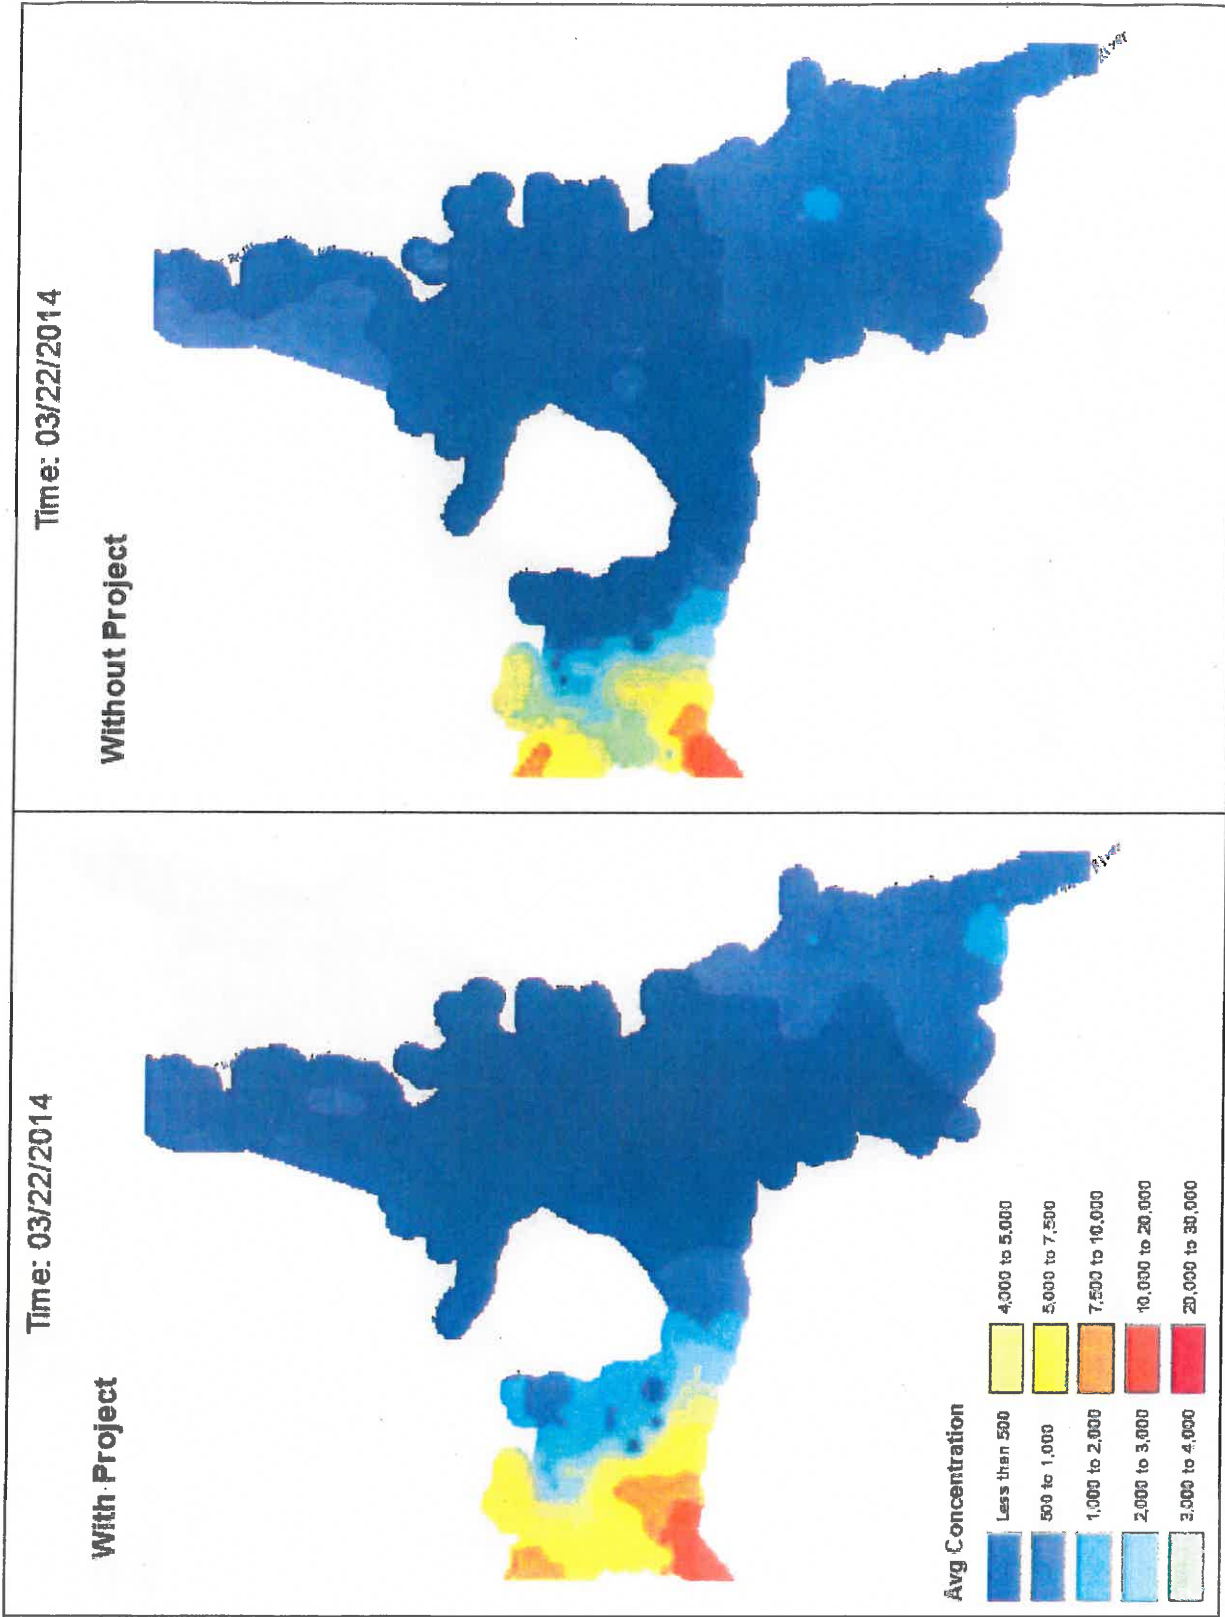 Time: 03/22/2014
With Project
Avg Concentration
Less then 500
500 to 1,000
1,000 to 2,000
2,000 to 3,000
3,000 to 4,000
4,000 to 5,000
5,000 to 7,500
7,500 to 10,000
10,000 to 20,000
20,000 to 30,000
River
Time: 03/22/2014
Without Project
River